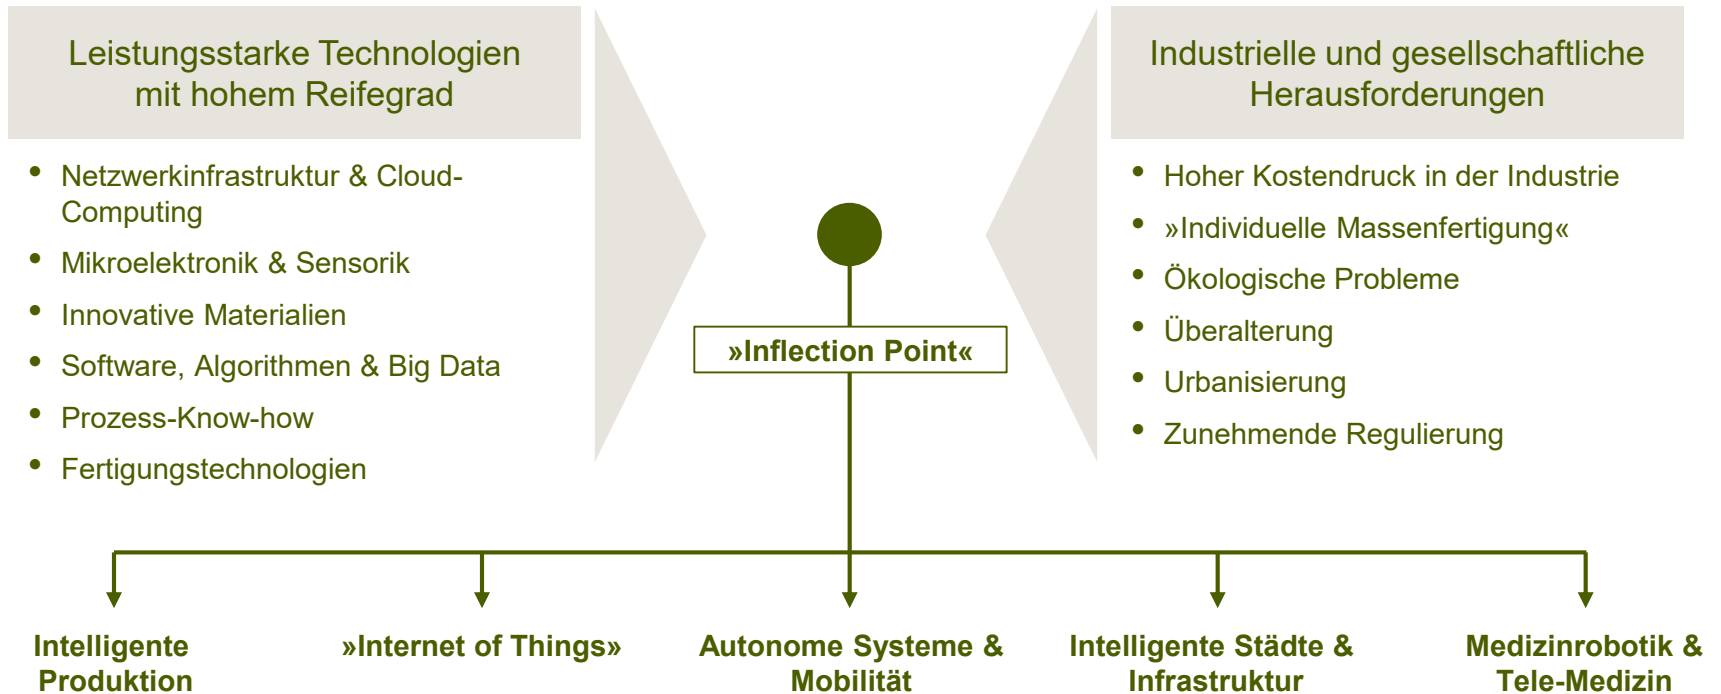 Leistungsstarke Technologien
mit hohem Reifegrad
• Netzwerkinfrastruktur & Cloud-
Computing
• Mikroelektronik & Sensorik
• Innovative Materialien
• Software, Algorithmen & Big Data
• Prozess-Know-how
• Fertigungstechnologien
»Inflection Point«
Industrielle und gesellschaftliche
Herausforderungen
• Hoher Kostendruck in der Industrie
• »Individuelle Massenfertigung«
• Ökologische Probleme
• Überalterung
• Urbanisierung
• Zunehmende Regulierung
Intelligente
Produktion
»Internet of Things»
Autonome Systeme &
Mobilität
Intelligente Städte &
Infrastruktur
Medizinrobotik &
Tele-Medizin